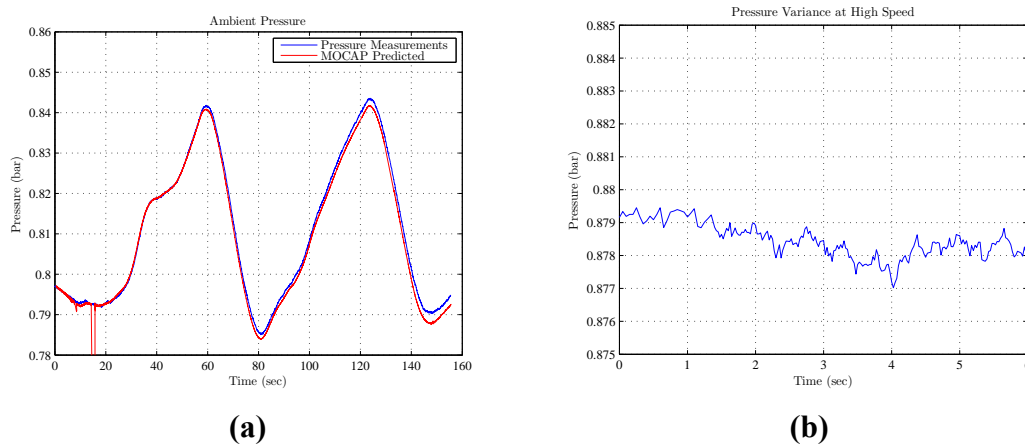 Ambient Pressure
0.86
0.85
0.84
0.83
0.82
0.81
0.8
0.79
0.78
Pressure (bar)
Pressure Measurements
MOCAP Predicted
0 20 40 60 80 100 120 140 160
Time (sec)
(a)
Pressure Variance at High Speed
0.885
0.884
0.883
0.882
0.881
0.88
0.879
0.878
0.877
0.876
0.875
Pressure (bar)
0 1 2 3 4 5
Time (sec)
(b)